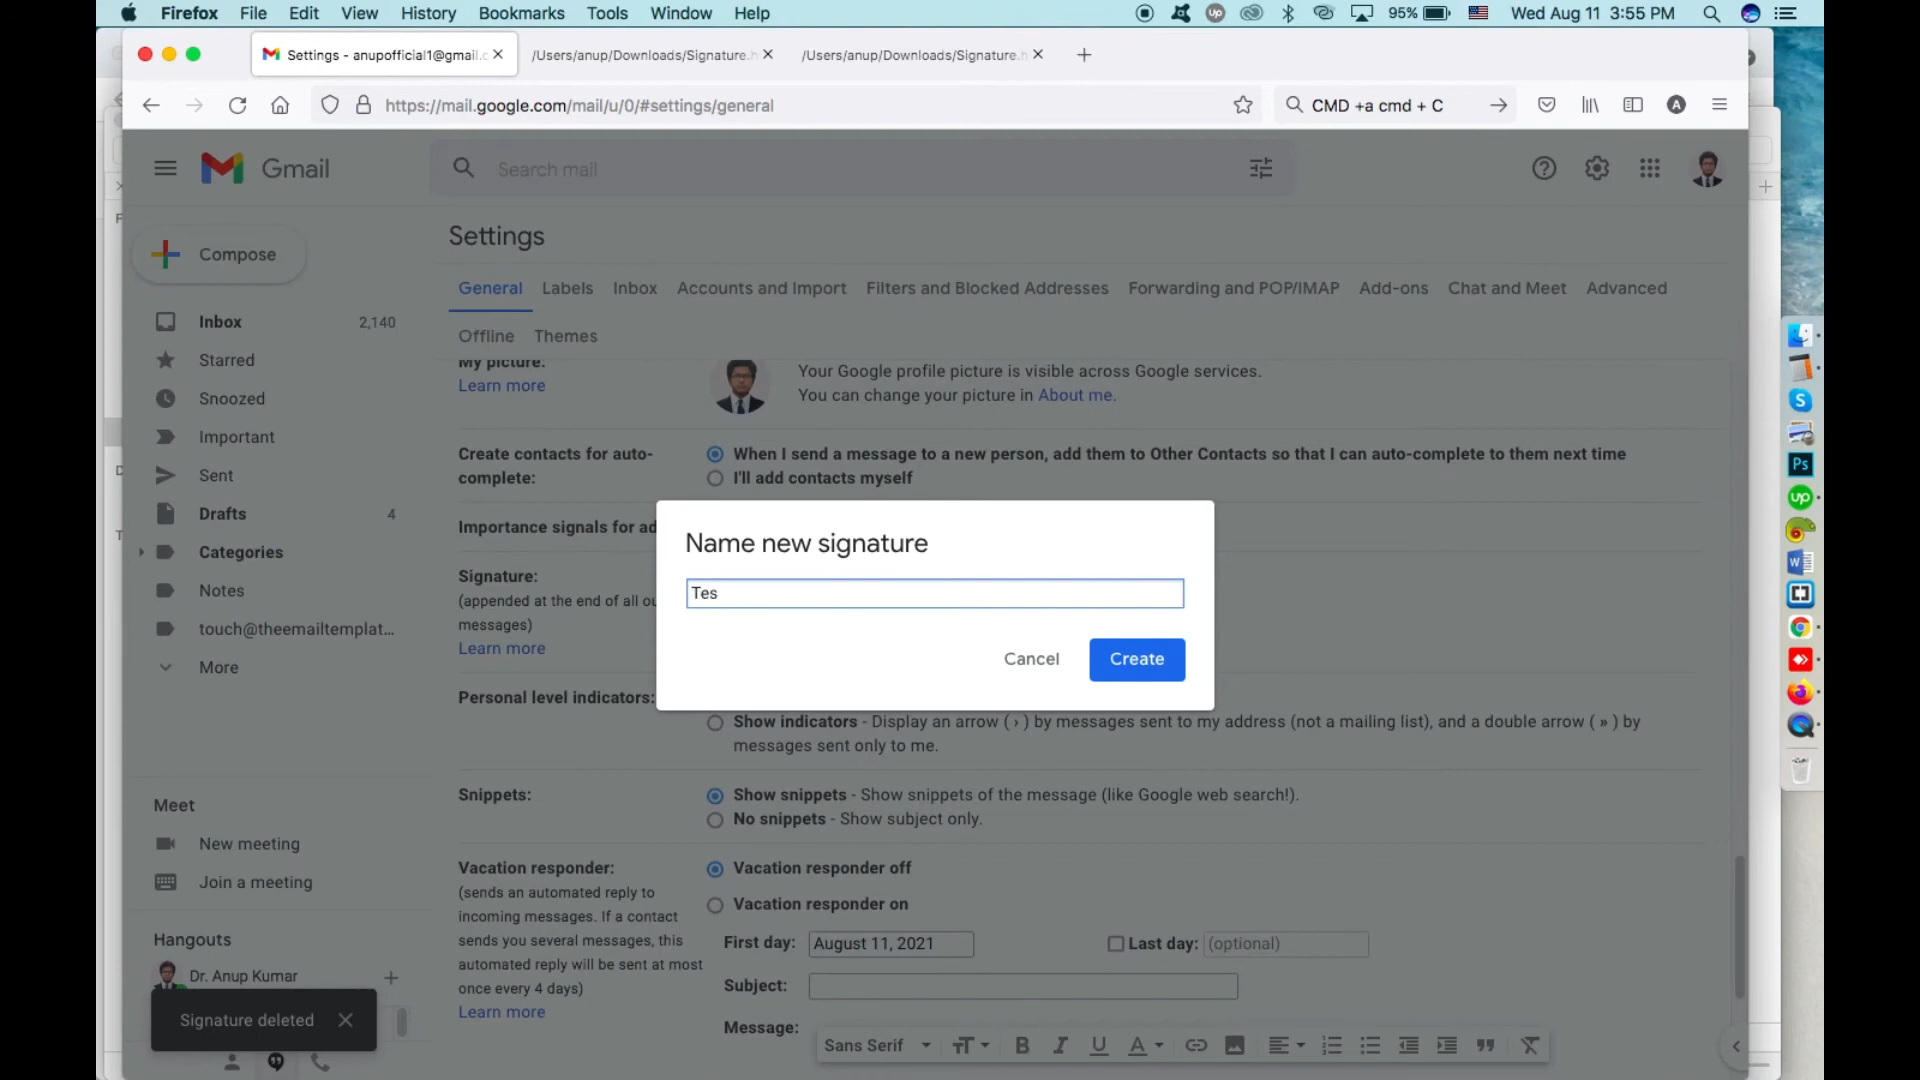 Firefox File Edit View History Bookmarks Tools Window Help
95% Wed Aug 11 3:55 PM
Settings - anupofficial1@gmail.c
/Users/anup/Downloads/Signature.h
/Users/anup/Downloads/Signature.h
https://mail.google.com/mail/u/0/#settings/general
CMD +a cmd + C
A
Gmail
Search mail
Compose
Inbox 2,140
Starred
Snoozed
Important
Sent
Drafts 4
Categories
Notes
touch@theemailtemplat...
More
Meet
New meeting
Join a meeting
Hangouts
Dr. Anup Kumar
Signature deleted
Settings
General Labels Inbox Accounts and Import Filters and Blocked Addresses Forwarding and POP/IMAP Add-ons Chat and Meet Advanced
Offline Themes
My picture:
Learn more
Your Google profile picture is visible across Google services.
You can change your picture in About me.
Create contacts for auto-
complete:
When I send a message to a new person, add them to Other Contacts so that I can auto-complete to them next time
I'll add contacts myself
Importance signals for ad
Signature:
(appended at the end of all ou
messages)
Learn more
Name new signature
Tes
Cancel Create
Personal level indicators:
Show indicators - Display an arrow ( › ) by messages sent to my address (not a mailing list), and a double arrow ( » ) by
messages sent only to me.
Snippets:
Show snippets - Show snippets of the message (like Google web search!).
No snippets - Show subject only.
Vacation responder:
(sends an automated reply to
incoming messages. If a contact
sends you several messages, this
automated reply will be sent at most
once every 4 days)
Learn more
Vacation responder off
Vacation responder on
First day: August 11, 2021 Last day: (optional)
Subject:
Message:
Sans Serif
Ps
up